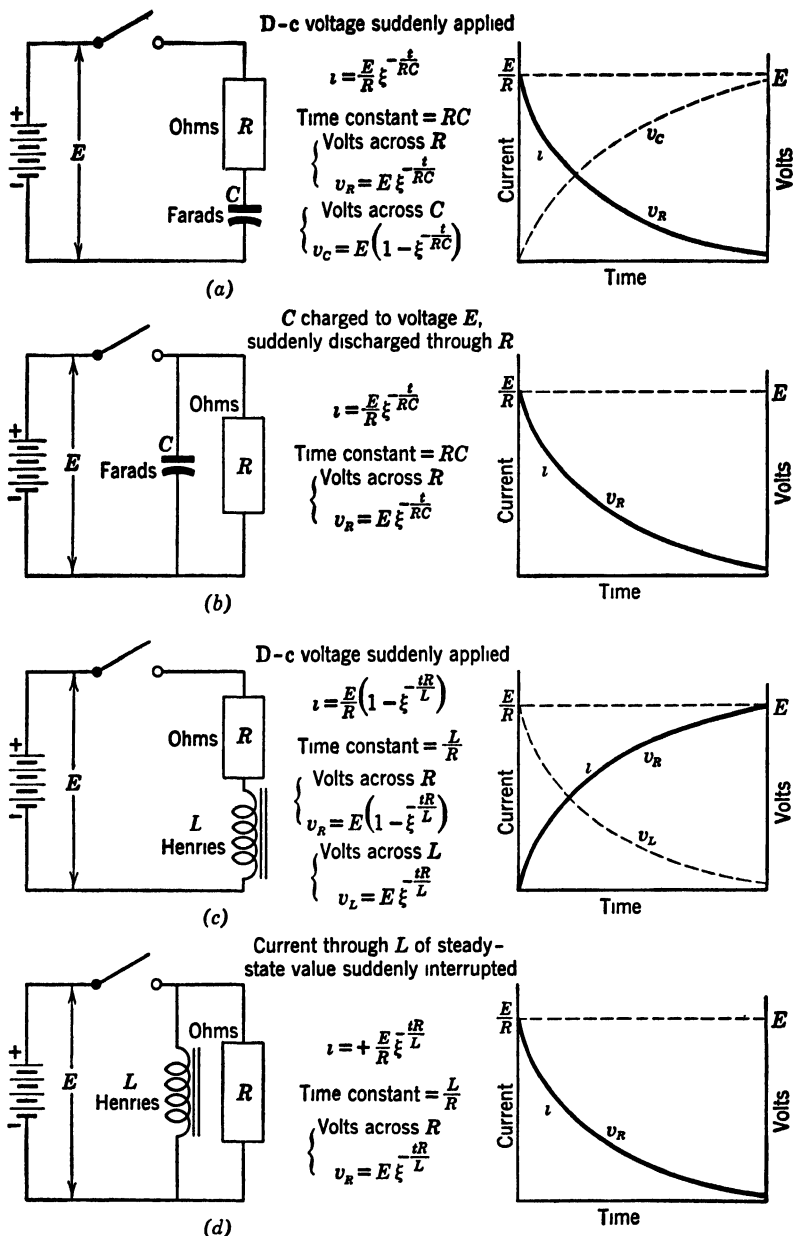 D-c voltage suddenly applied
+
-
E
Ohms R
C
Farads
(a)
ı = E/R ξ^(-t/RC)
Time constant = RC
Volts across R
v_R = E ξ^(-t/RC)
Volts across C
v_C = E(1 - ξ^(-t/RC))
E/R
E
Current
ı
v_C
v_R
Volts
Time
C charged to voltage E,
suddenly discharged through R
+
-
E
C
Farads
Ohms
R
(b)
ı = E/R ξ^(-t/RC)
Time constant = RC
Volts across R
v_R = E ξ^(-t/RC)
E/R
E
Current
ı
v_R
Volts
Time
D-c voltage suddenly applied
+
-
E
Ohms R
L
Henries
(c)
ı = E/R(1 - ξ^(-tR/L))
Time constant = L/R
Volts across R
v_R = E(1 - ξ^(-tR/L))
Volts across L
v_L = E ξ^(-tR/L)
E/R
E
Current
ı
v_R
v_L
Volts
Time
Current through L of steady-
state value suddenly interrupted
+
-
E
L
Henries
Ohms
R
(d)
ı = + E/R ξ^(-tR/L)
Time constant = L/R
Volts across R
v_R = E ξ^(-tR/L)
E/R
E
Current
ı
v_R
Volts
Time